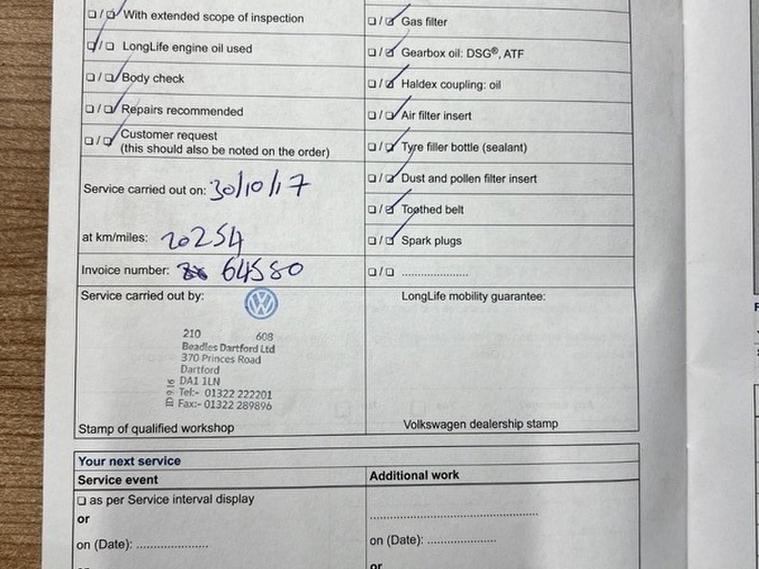 With extended scope of inspection
LongLife engine oil used
Body check
Repairs recommended
Customer request
(this should also be noted on the order)
Service carried out on: 30/10/17
at km/miles: 20254
Invoice number: 64580
Service carried out by:
VW
210 608
Beadles Dartford Ltd
370 Princes Road
Dartford
DA1 1LN
Tel:- 01322 222201
Fax:- 01322 289896
ID 9.16
Stamp of qualified workshop
Gas filter
Gearbox oil: DSG®, ATF
Haldex coupling: oil
Air filter insert
Tyre filler bottle (sealant)
Dust and pollen filter insert
Toothed belt
Spark plugs
LongLife mobility guarantee:
Volkswagen dealership stamp
Your next service
Service event
as per Service interval display
or
on (Date): ......................
Additional work
on (Date): .....................
or